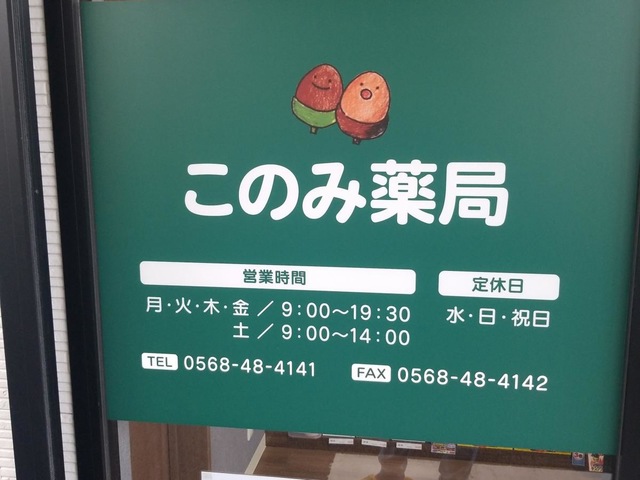 このみ薬局
営業時間
定休日
月・火・木・金 / 9:00〜19:30
水・日・祝日
土 / 9:00〜14:00
TEL 0568-48-4141
FAX 0568-48-4142